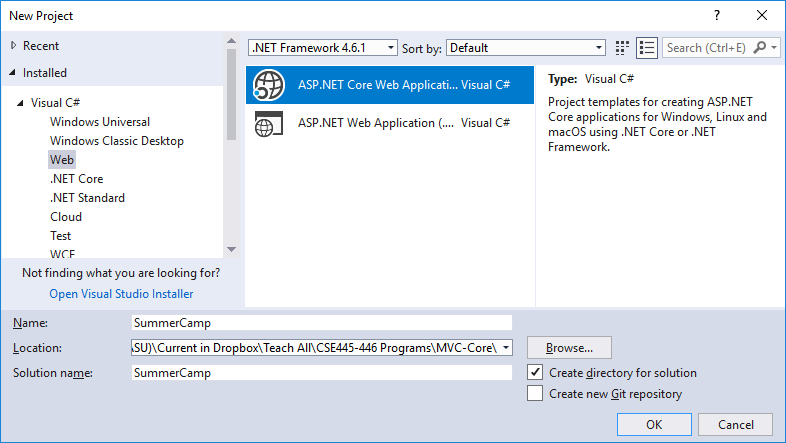 New Project
?
Recent
Installed
.NET Framework 4.6.1
Sort by:
Default
Search (Ctrl+E)
Visual C#
Windows Universal
Windows Classic Desktop
Web
.NET Core
.NET Standard
Cloud
Test
WCF
Not finding what you are looking for?
Open Visual Studio Installer
ASP.NET Core Web Applicati... Visual C#
ASP.NET Web Application (.... Visual C#
Type: Visual C#
Project templates for creating ASP.NET
Core applications for Windows, Linux and
macOS using .NET Core or .NET
Framework.
Name:
SummerCamp
Location:
\SU)\Current in Dropbox\Teach All\CSE445-446 Programs\MVC-Core\
Browse...
Solution name:
SummerCamp
Create directory for solution
Create new Git repository
OK
Cancel